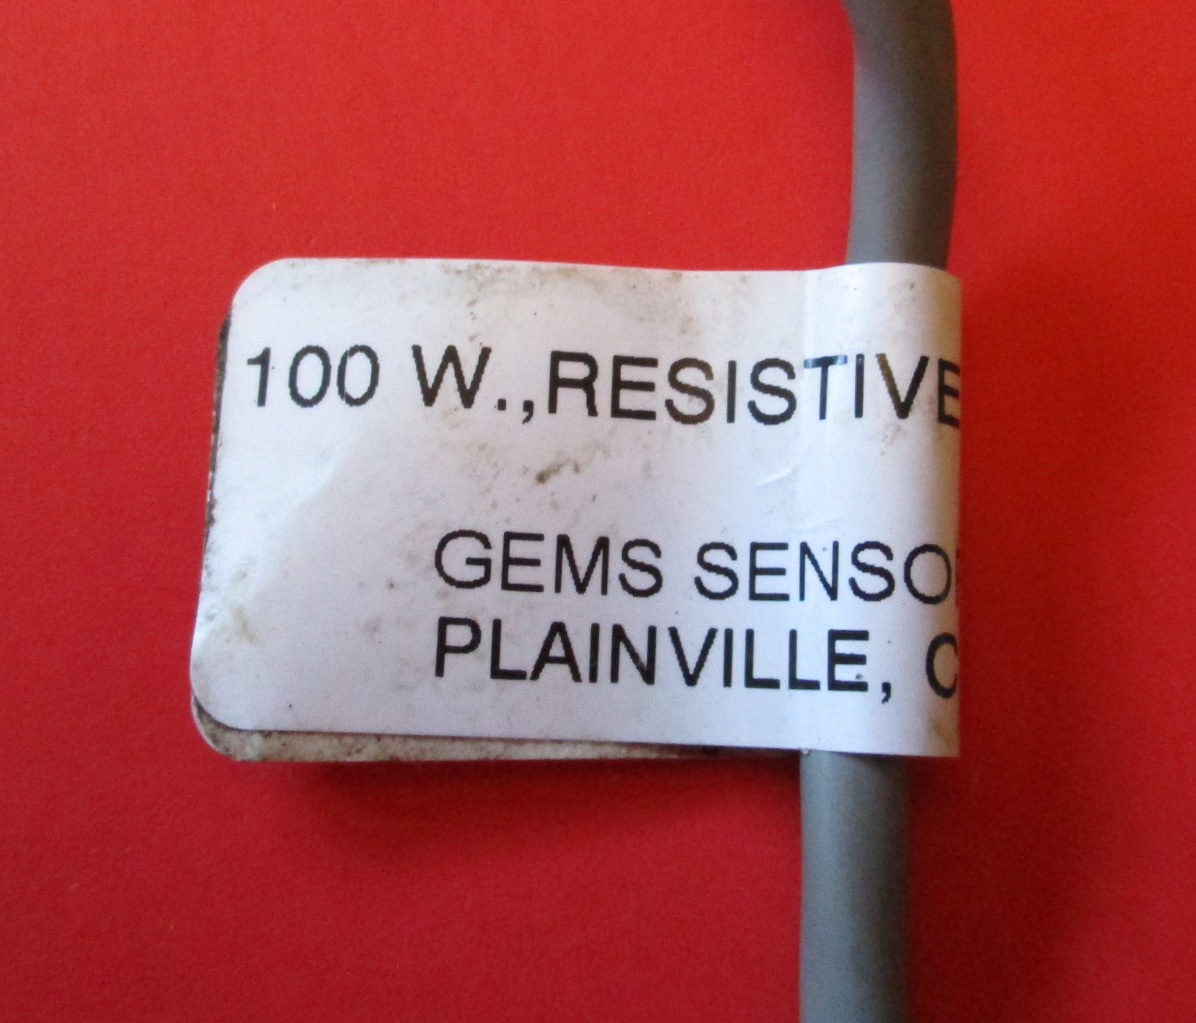 100 W.,RESISTIVE
GEMS SENSO
PLAINVILLE, C